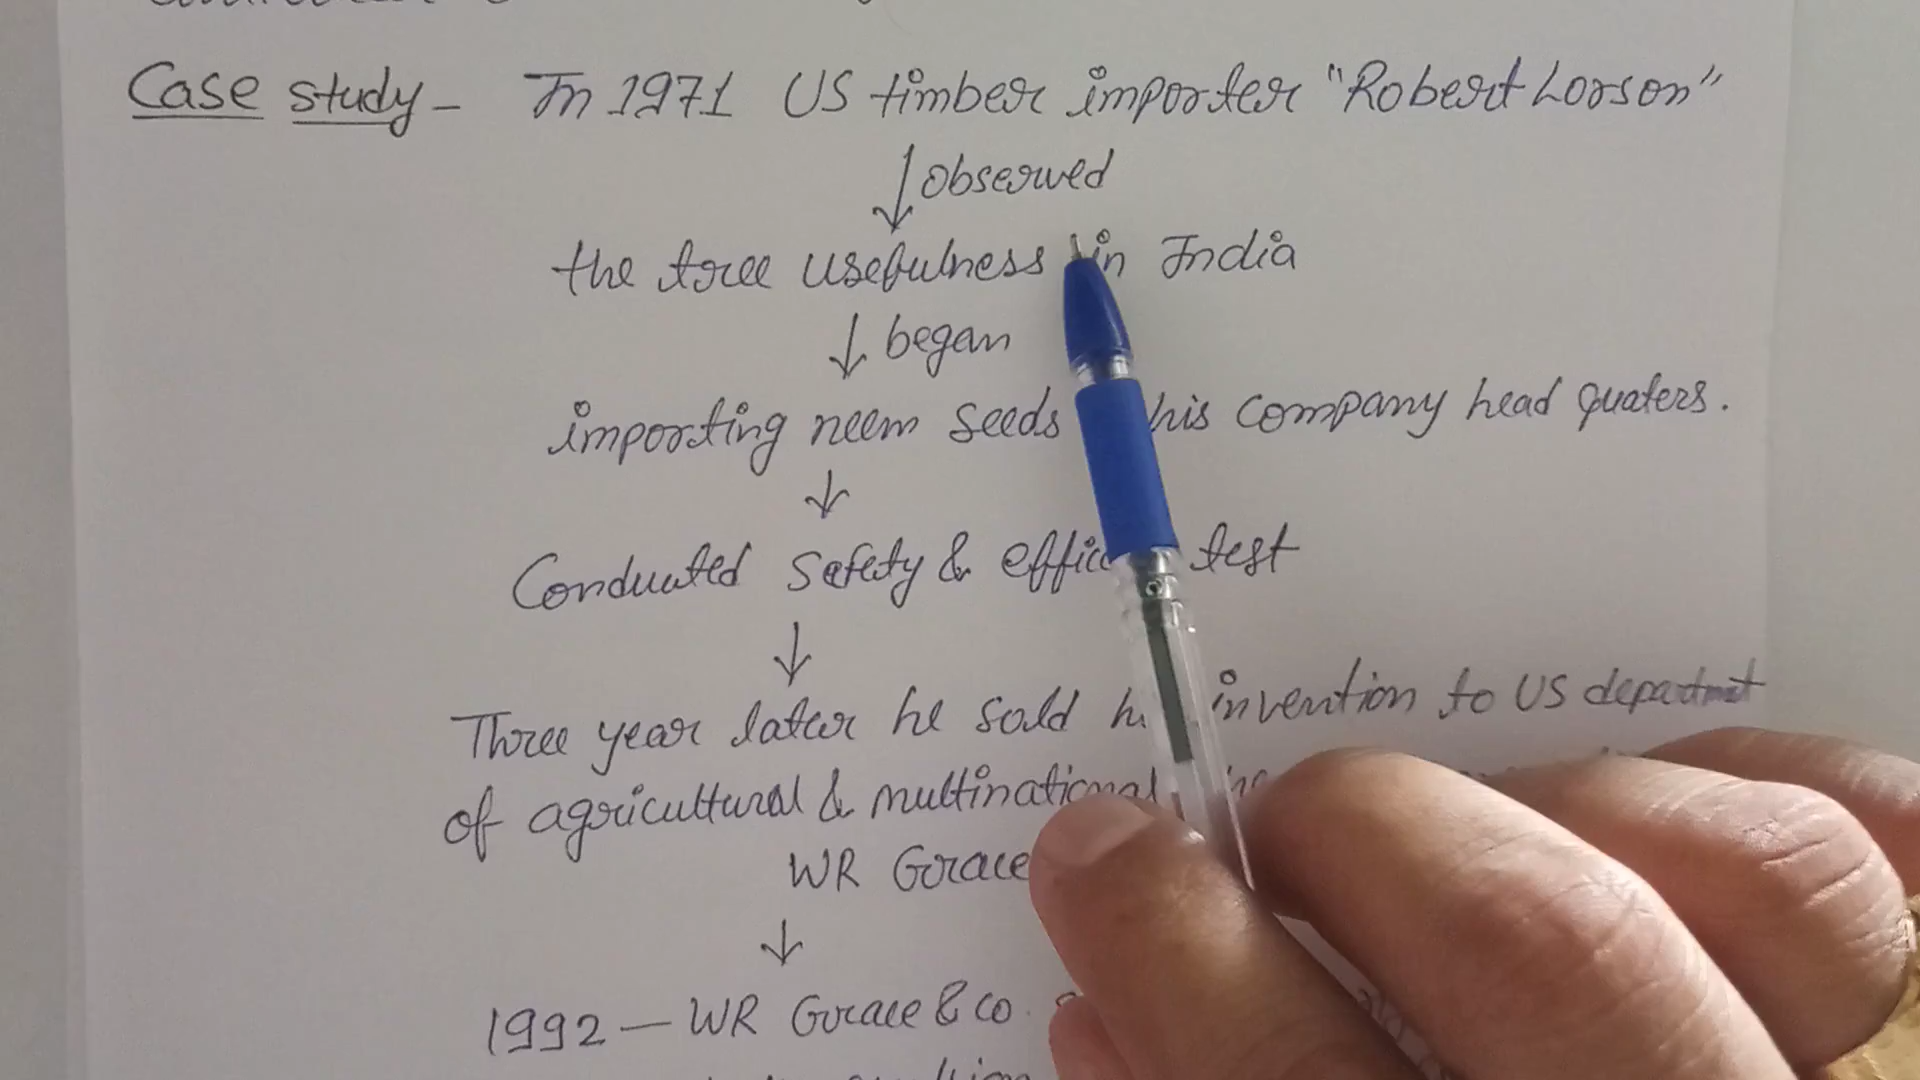 Case study - In 1971 US timber importer "Robert Lorson"
observed
the tree usefulness in India
began
importing neem seeds his company head quaters.
Conducted Safety & test
Three year later he sold invention to US department
of agricultural & multinational
WR Grace
1992 - WR Grace & co.